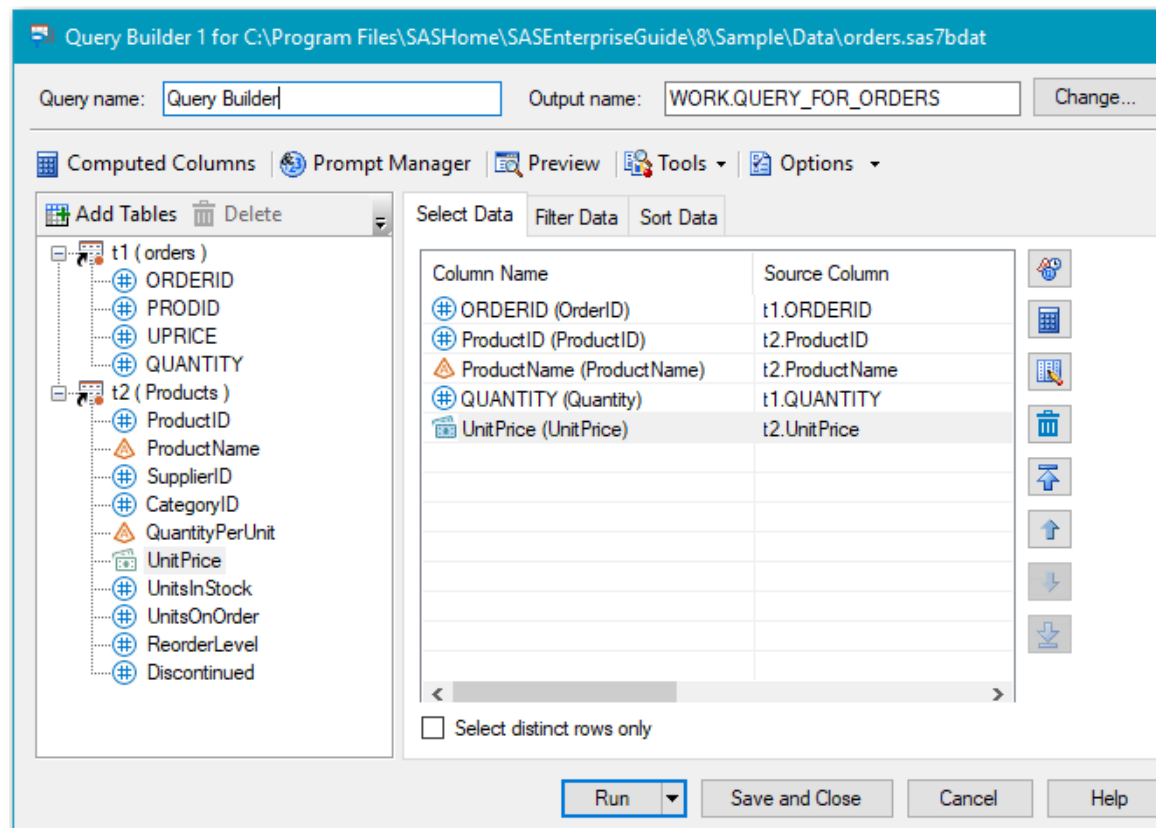 Query Builder 1 for C:\Program Files\SASHome\SASEnterpriseGuide\8\Sample\Data\orders.sas7bdat
Query name: Query Builder Output name: WORK.QUERY_FOR_ORDERS Change...
Computed Columns Prompt Manager Preview Tools Options
Add Tables Delete
t1 ( orders )
ORDERID
PRODID
UPRICE
QUANTITY
t2 ( Products )
ProductID
ProductName
SupplierID
CategoryID
QuantityPerUnit
UnitPrice
UnitsInStock
UnitsOnOrder
ReorderLevel
Discontinued
Select Data Filter Data Sort Data
Column Name Source Column
ORDERID (OrderID) t1.ORDERID
ProductID (ProductID) t2.ProductID
ProductName (ProductName) t2.ProductName
QUANTITY (Quantity) t1.QUANTITY
UnitPrice (UnitPrice) t2.UnitPrice
Select distinct rows only
Run Save and Close Cancel Help